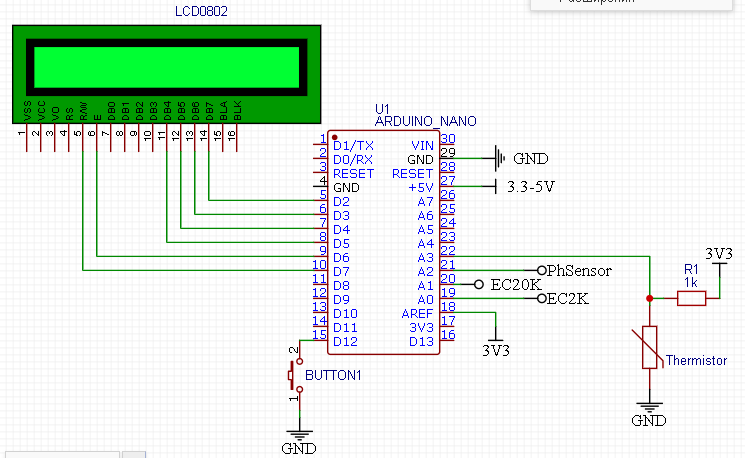 Расширений
LCD0802
VSS
VCC
VO
RS
R/W
E
DB0
DB1
DB2
DB3
DB4
DB5
DB6
DB7
BLA
BLK
1
2
3
4
5
6
7
8
9
10
11
12
13
14
15
16
U1
ARDUINO_NANO
1 D1/TX VIN 30
2 D0/RX GND 29
3 RESET RESET 28
4 GND +5V 27
5 D2 A7 26
6 D3 A6 25
7 D4 A5 24
8 D5 A4 23
9 D6 A3 22
10 D7 A2 21
11 D8 A1 20
12 D9 A0 19
13 D10 AREF 18
14 D11 3V3 17
15 D12 D13 16
GND
3.3-5V
PhSensor
EC20K
EC2K
3V3
R1
1k
3V3
Thermistor
GND
2
BUTTON1
1
GND